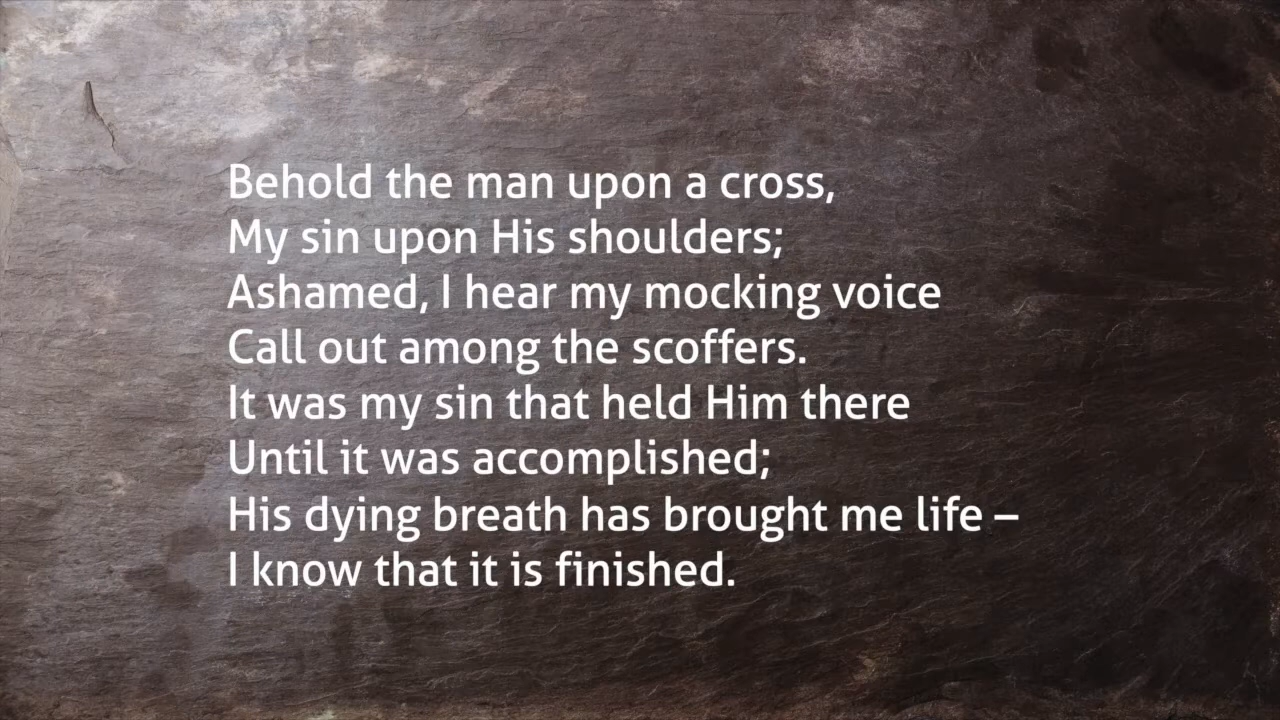 Behold the man upon a cross,
My sin upon His shoulders;
Ashamed, I hear my mocking voice
Call out among the scoffers.
It was my sin that held Him there
Until it was accomplished;
His dying breath has brought me life –
I know that it is finished.